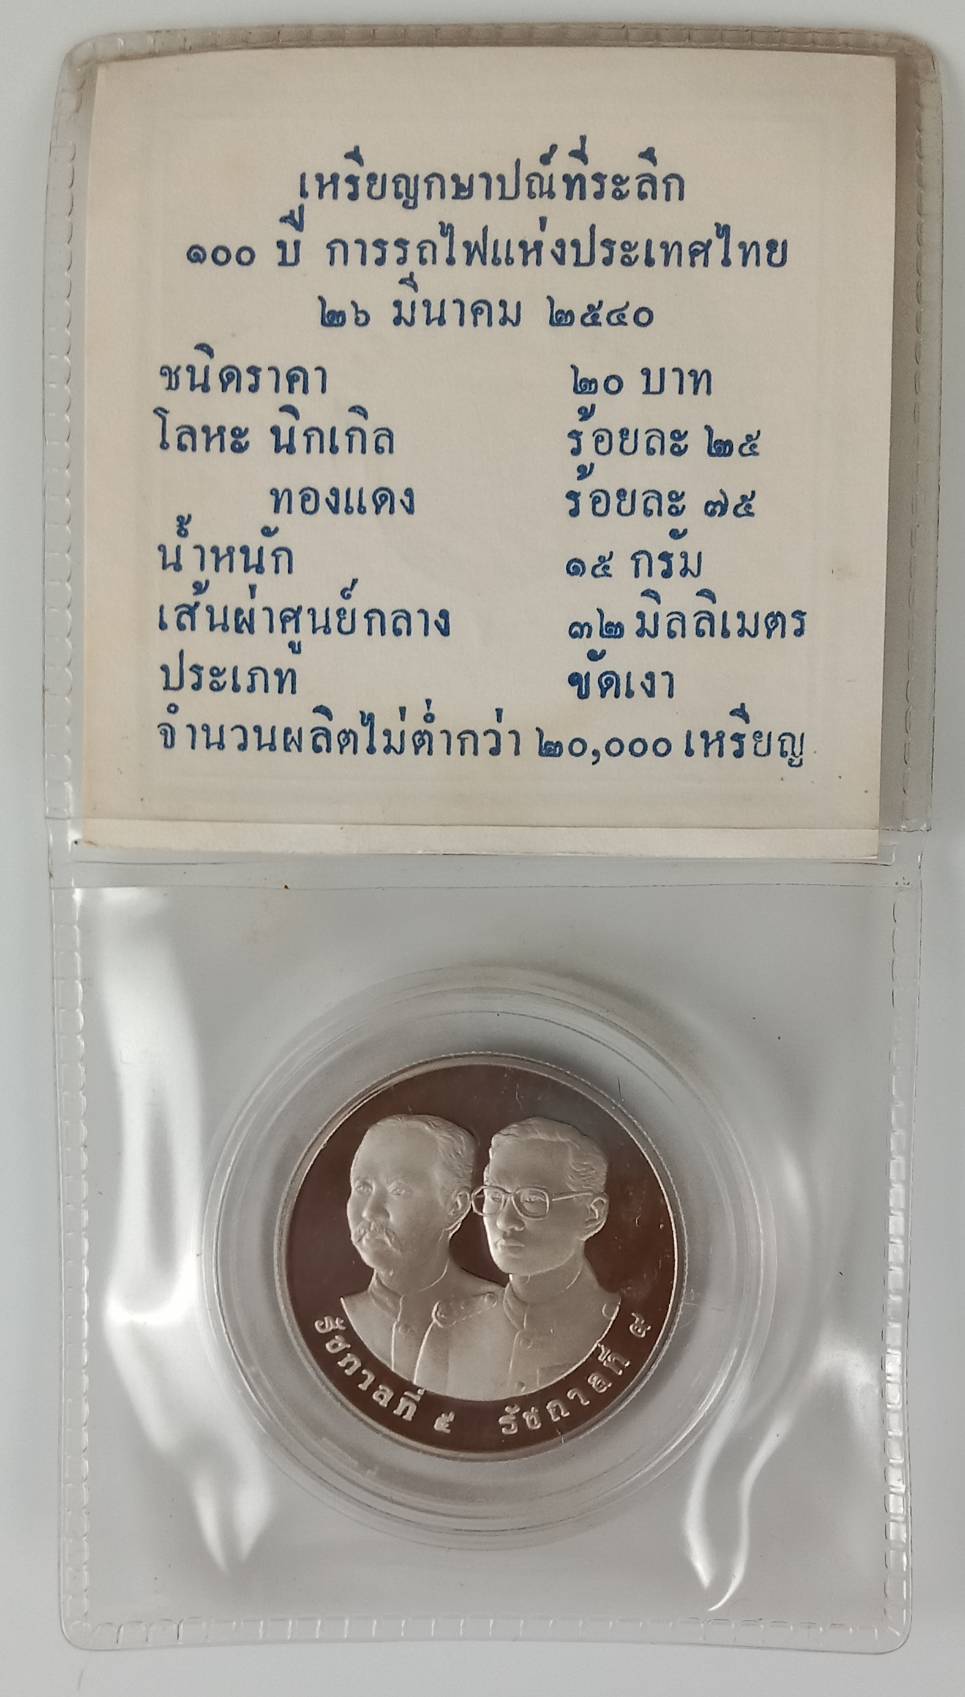 เหรียญกษาปณ์ที่ระลึก
๑๐๐ ปี การรถไฟแห่งประเทศไทย
๒๖ มีนาคม ๒๕๔๐
ชนิดราคา ๒๐ บาท
โลหะ นิกเกิล ร้อยละ ๒๕
ทองแดง ร้อยละ ๗๕
น้ำหนัก ๑๕ กรัม
เส้นผ่าศูนย์กลาง ๓๒ มิลลิเมตร
ประเภท ขัดเงา
จำนวนผลิตไม่ต่ำกว่า ๒๐,๐๐๐ เหรียญ
รัชกาลที่ ๕ รัชกาลที่ ๙